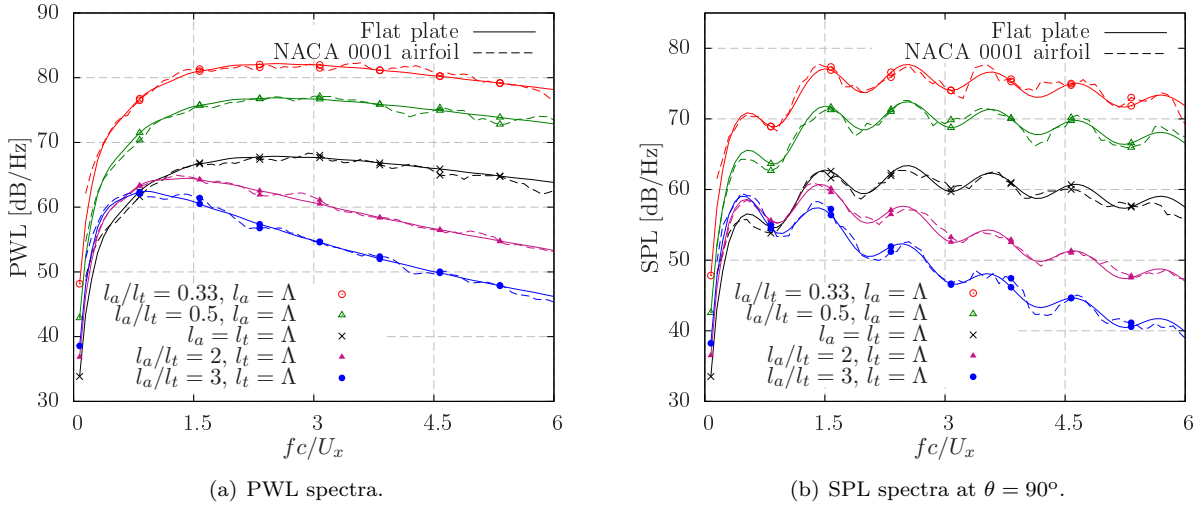 90
80
70
60
50
40
30
PWL [dB/Hz]
Flat plate
NACA 0001 airfoil
l_a/l_t = 0.33, l_a = Λ
l_a/l_t = 0.5, l_a = Λ
l_a = l_t = Λ
l_a/l_t = 2, l_t = Λ
l_a/l_t = 3, l_t = Λ
0 1.5 3 4.5 6
fc/U_x
(a) PWL spectra.
80
70
60
50
40
30
SPL [dB/Hz]
Flat plate
NACA 0001 airfoil
l_a/l_t = 0.33, l_a = Λ
l_a/l_t = 0.5, l_a = Λ
l_a = l_t = Λ
l_a/l_t = 2, l_t = Λ
l_a/l_t = 3, l_t = Λ
0 1.5 3 4.5 6
fc/U_x
(b) SPL spectra at θ = 90º.